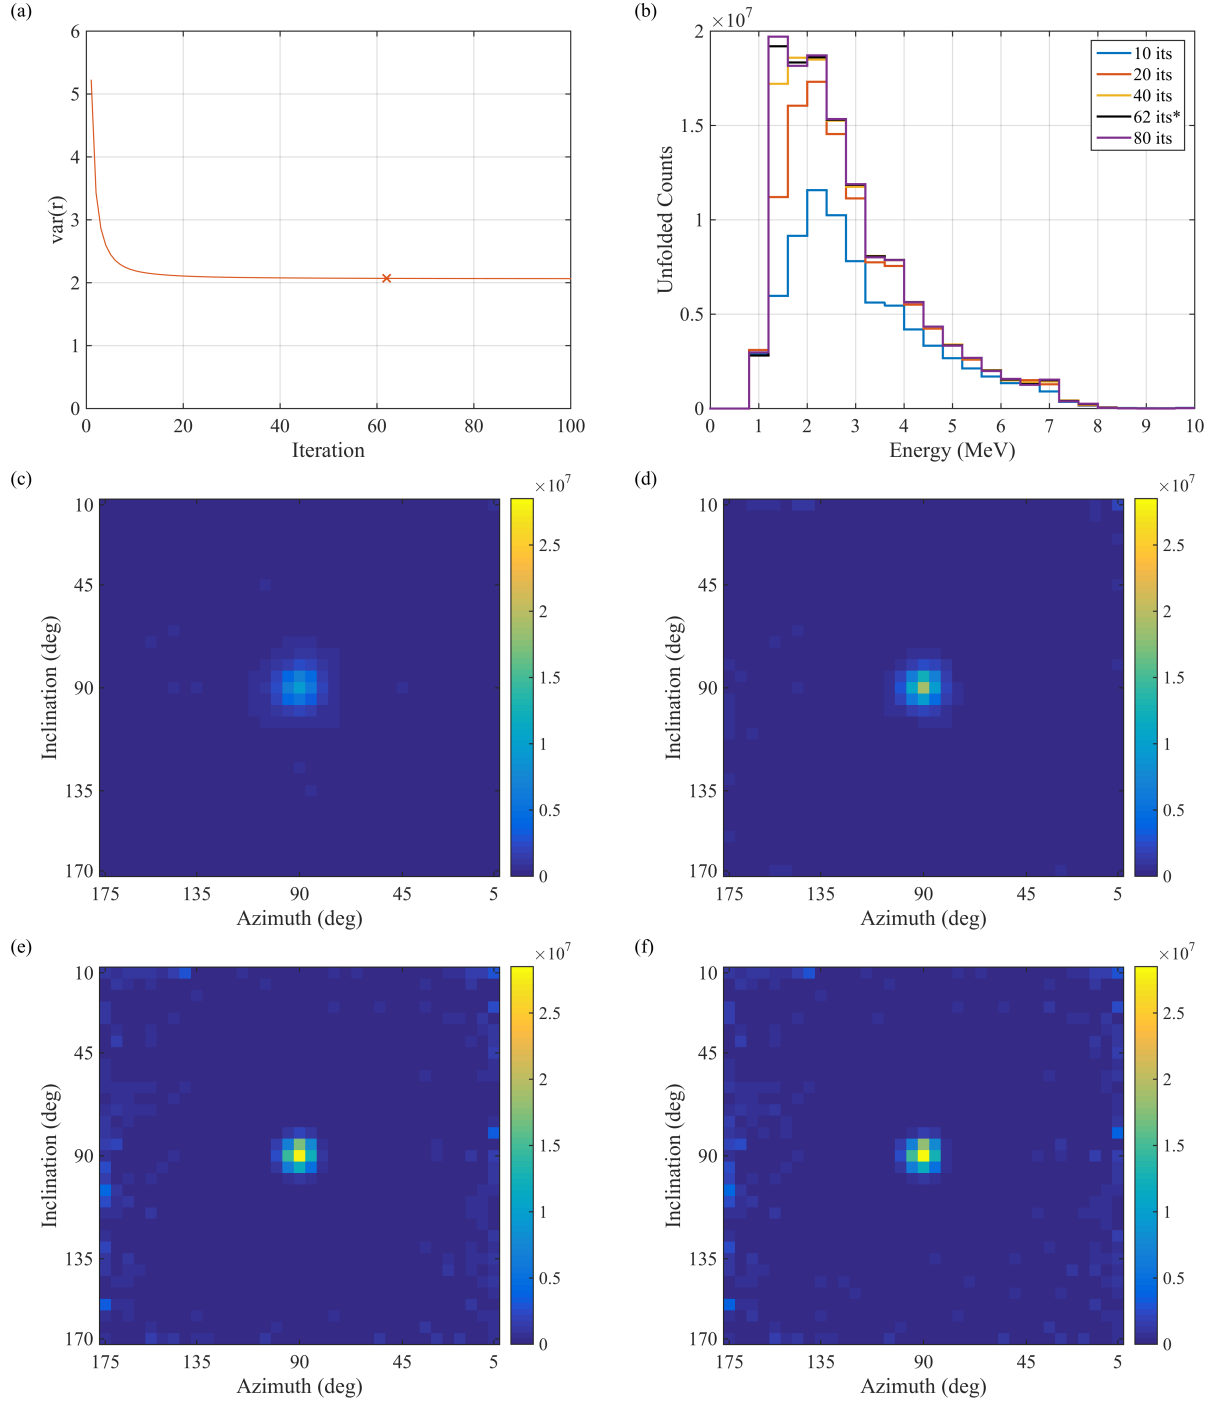 (a)
6
5
4
3
2
1
0
var(r)
0 20 40 60 80 100
Iteration
(b)
×10^7
2
1.5
1
0.5
0
Unfolded Counts
10 its
20 its
40 its
62 its*
80 its
0 1 2 3 4 5 6 7 8 9 10
Energy (MeV)
(c)
×10^7
10
45
90
135
170
Inclination (deg)
175 135 90 45 5
Azimuth (deg)
2.5
2
1.5
1
0.5
0
(d)
×10^7
10
45
90
135
170
Inclination (deg)
175 135 90 45 5
Azimuth (deg)
2.5
2
1.5
1
0.5
0
(e)
×10^7
10
45
90
135
170
Inclination (deg)
175 135 90 45 5
Azimuth (deg)
2.5
2
1.5
1
0.5
0
(f)
×10^7
10
45
90
135
170
Inclination (deg)
175 135 90 45 5
Azimuth (deg)
2.5
2
1.5
1
0.5
0